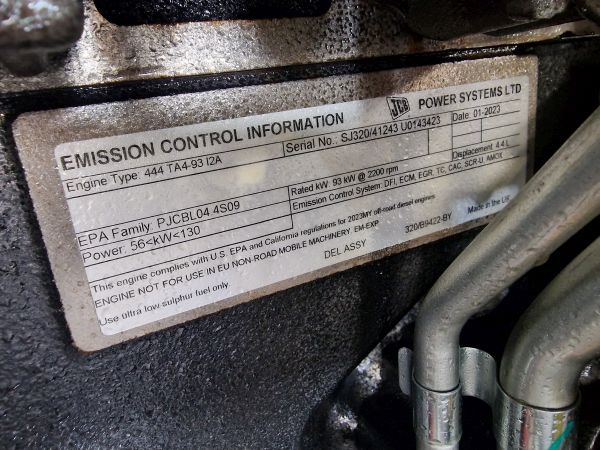 EMISSION CONTROL INFORMATION JCB POWER SYSTEMS LTD
Engine Type: 444 TA4-93 I2A Serial No.: SJ320/41243 U0143423 Date 01-2023
Rated kW: 93 kW @ 2200 rpm Displacement 4.4 L
EPA Family: PJCBL04.4S09 Emission Control System: DFI, ECM, EGR, TC, CAC, SCR-U, AMOX
Power: 56<kW<130
This engine complies with U.S. EPA and California regulations for 2023MY off-road diesel engines Made in the UK
ENGINE NOT FOR USE IN EU NON-ROAD MOBILE MACHINERY. EM-EXP 320/B9422-BY
Use ultra low sulphur fuel only DEL ASSY